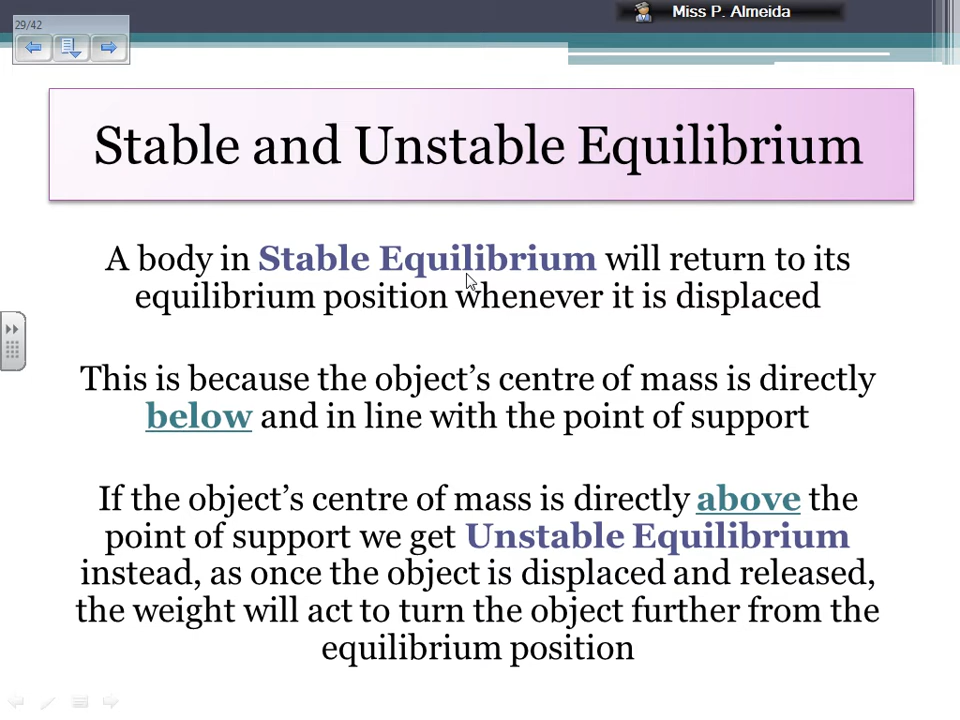 29/42
Miss P. Almeida
Stable and Unstable Equilibrium
A body in Stable Equilibrium will return to its
equilibrium position whenever it is displaced
This is because the object's centre of mass is directly
below and in line with the point of support
If the object's centre of mass is directly above the
point of support we get Unstable Equilibrium
instead, as once the object is displaced and released,
the weight will act to turn the object further from the
equilibrium position